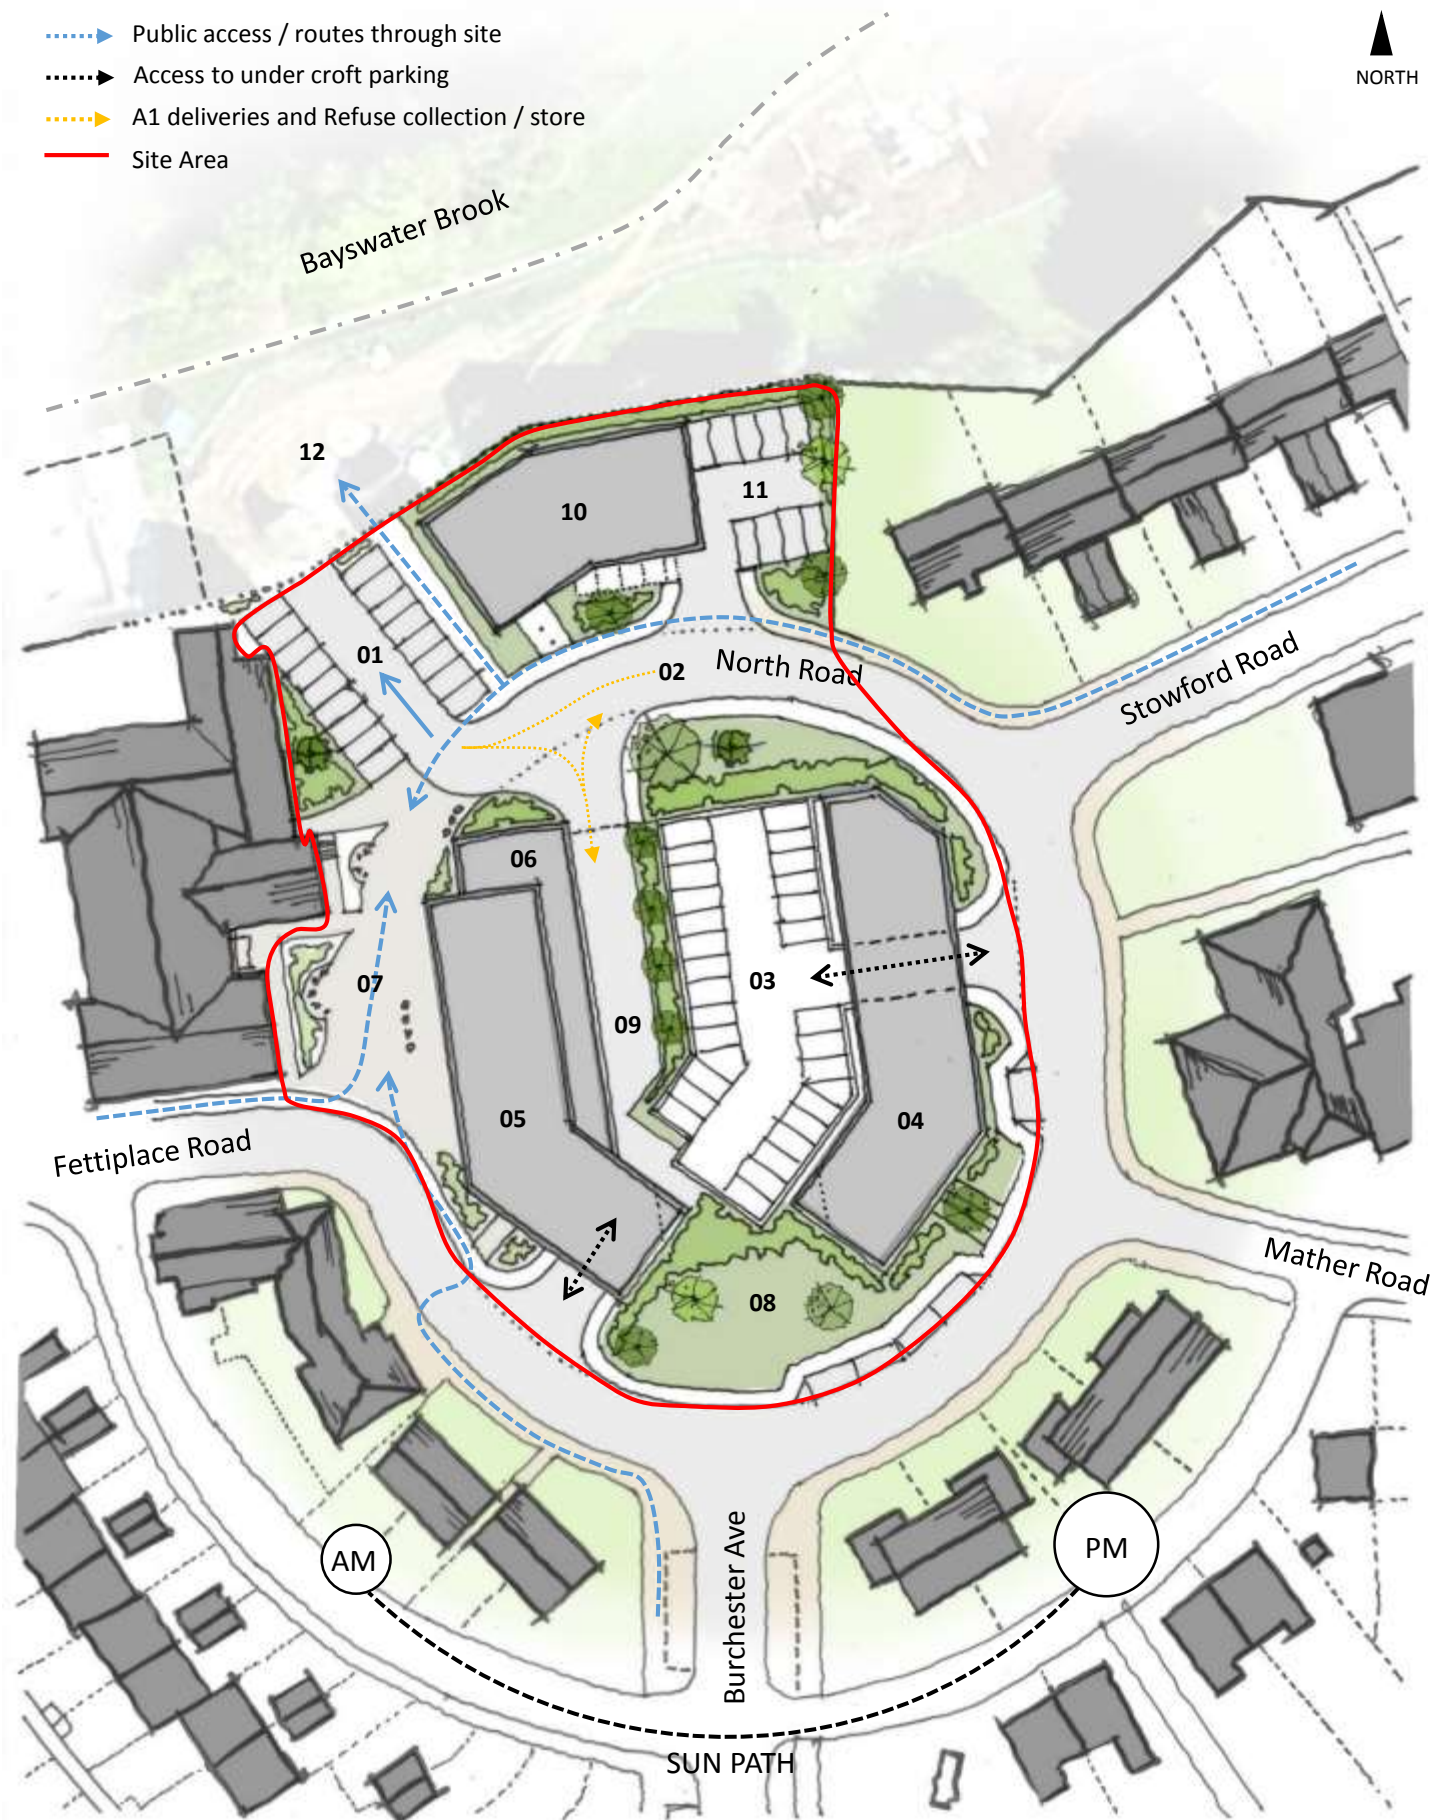 Public access / routes through site
Access to under croft parking
A1 deliveries and Refuse collection / store
Site Area
NORTH
Bayswater Brook
12
10
11
01
02
North Road
Stowford Road
06
03
07
09
05
04
Fettiplace Road
Mather Road
08
AM
PM
Burchester Ave
SUN PATH